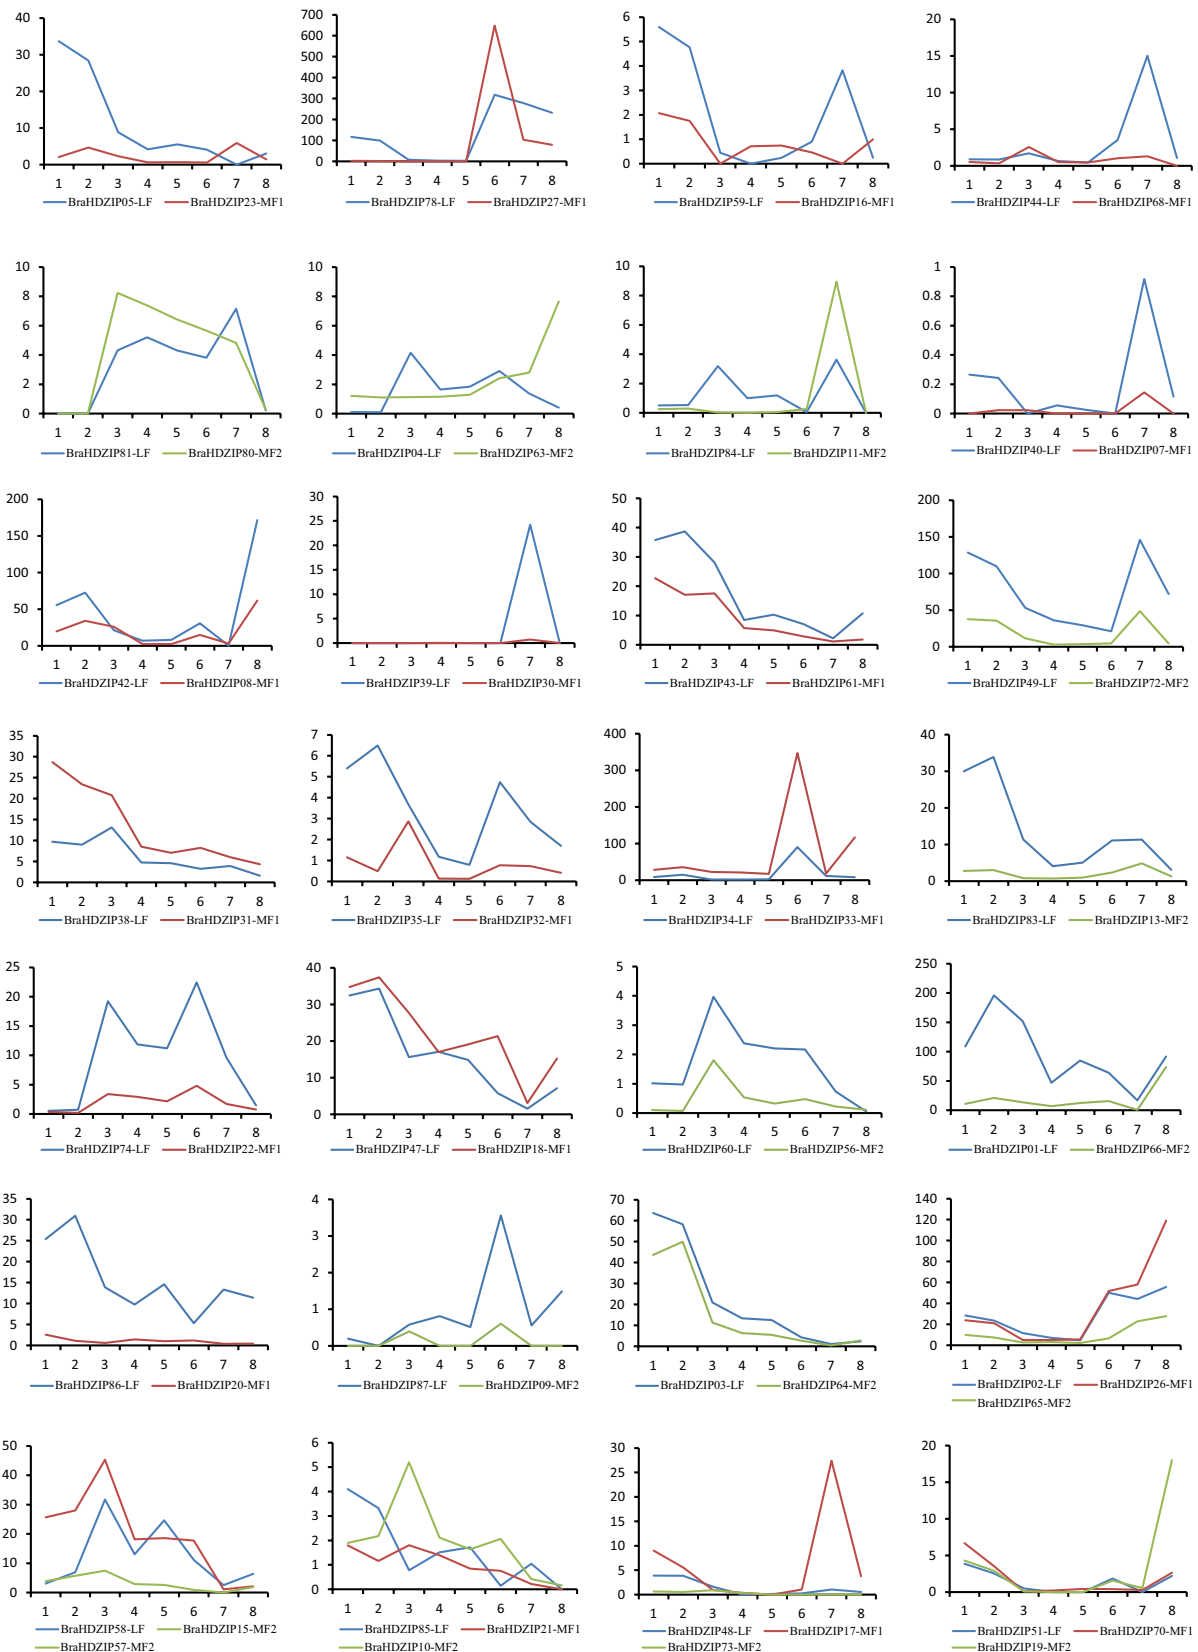 40
30
20
10
0
1 2 3 4 5 6 7 8
BraHDZIP05-LF BraHDZIP23-MF1
700
600
500
400
300
200
100
0
1 2 3 4 5 6 7 8
BraHDZIP78-LF BraHDZIP27-MF1
6
5
4
3
2
1
0
1 2 3 4 5 6 7 8
BraHDZIP59-LF BraHDZIP16-MF1
20
15
10
5
0
1 2 3 4 5 6 7 8
BraHDZIP44-LF BraHDZIP68-MF1
10
8
6
4
2
0
1 2 3 4 5 6 7 8
BraHDZIP81-LF BraHDZIP80-MF2
10
8
6
4
2
0
1 2 3 4 5 6 7 8
BraHDZIP04-LF BraHDZIP63-MF2
10
8
6
4
2
0
1 2 3 4 5 6 7 8
BraHDZIP84-LF BraHDZIP11-MF2
1
0.8
0.6
0.4
0.2
0
1 2 3 4 5 6 7 8
BraHDZIP40-LF BraHDZIP07-MF1
200
150
100
50
0
1 2 3 4 5 6 7 8
BraHDZIP42-LF BraHDZIP08-MF1
30
25
20
15
10
5
0
1 2 3 4 5 6 7 8
BraHDZIP39-LF BraHDZIP30-MF1
50
40
30
20
10
0
1 2 3 4 5 6 7 8
BraHDZIP43-LF BraHDZIP61-MF1
200
150
100
50
0
1 2 3 4 5 6 7 8
BraHDZIP49-LF BraHDZIP72-MF2
35
30
25
20
15
10
5
0
1 2 3 4 5 6 7 8
BraHDZIP38-LF BraHDZIP31-MF1
7
6
5
4
3
2
1
0
1 2 3 4 5 6 7 8
BraHDZIP35-LF BraHDZIP32-MF1
400
300
200
100
0
1 2 3 4 5 6 7 8
BraHDZIP34-LF BraHDZIP33-MF1
40
30
20
10
0
1 2 3 4 5 6 7 8
BraHDZIP83-LF BraHDZIP13-MF2
25
20
15
10
5
0
1 2 3 4 5 6 7 8
BraHDZIP74-LF BraHDZIP22-MF1
40
30
20
10
0
1 2 3 4 5 6 7 8
BraHDZIP47-LF BraHDZIP18-MF1
5
4
3
2
1
0
1 2 3 4 5 6 7 8
BraHDZIP60-LF BraHDZIP56-MF2
250
200
150
100
50
0
1 2 3 4 5 6 7 8
BraHDZIP01-LF BraHDZIP66-MF2
35
30
25
20
15
10
5
0
1 2 3 4 5 6 7 8
BraHDZIP86-LF BraHDZIP20-MF1
4
3
2
1
0
1 2 3 4 5 6 7 8
BraHDZIP87-LF BraHDZIP09-MF2
70
60
50
40
30
20
10
0
1 2 3 4 5 6 7 8
BraHDZIP03-LF BraHDZIP64-MF2
140
120
100
80
60
40
20
0
1 2 3 4 5 6 7 8
BraHDZIP02-LF BraHDZIP26-MF1
BraHDZIP65-MF2
50
40
30
20
10
0
1 2 3 4 5 6 7 8
BraHDZIP58-LF BraHDZIP15-MF2
BraHDZIP57-MF2
6
5
4
3
2
1
0
1 2 3 4 5 6 7 8
BraHDZIP85-LF BraHDZIP21-MF1
BraHDZIP10-MF2
30
25
20
15
10
5
0
1 2 3 4 5 6 7 8
BraHDZIP48-LF BraHDZIP17-MF1
BraHDZIP73-MF2
20
15
10
5
0
1 2 3 4 5 6 7 8
BraHDZIP51-LF BraHDZIP70-MF1
BraHDZIP19-MF2